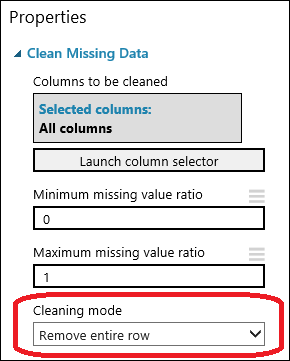 Properties
Clean Missing Data
Columns to be cleaned
Selected columns:
All columns
Launch column selector
Minimum missing value ratio
0
Maximum missing value ratio
1
Cleaning mode
Remove entire row